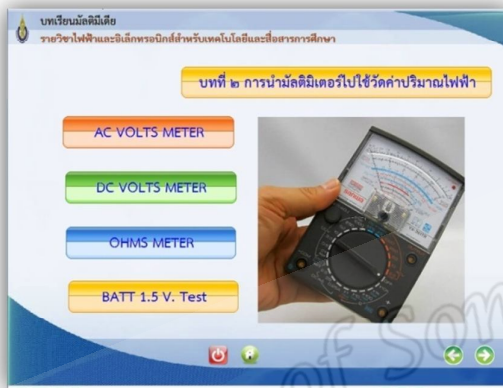 บทเรียนมัลติมีเดีย
รายวิชาไฟฟ้าและอิเล็กทรอนิกส์สำหรับเทคโนโลยีและสื่อสารการศึกษา
บทที่ ๒ การนำมัลติมิเตอร์ไปใช้วัดค่าปริมาณไฟฟ้า
AC VOLTS METER
DC VOLTS METER
OHMS METER
BATT 1.5 V. Test
of Son